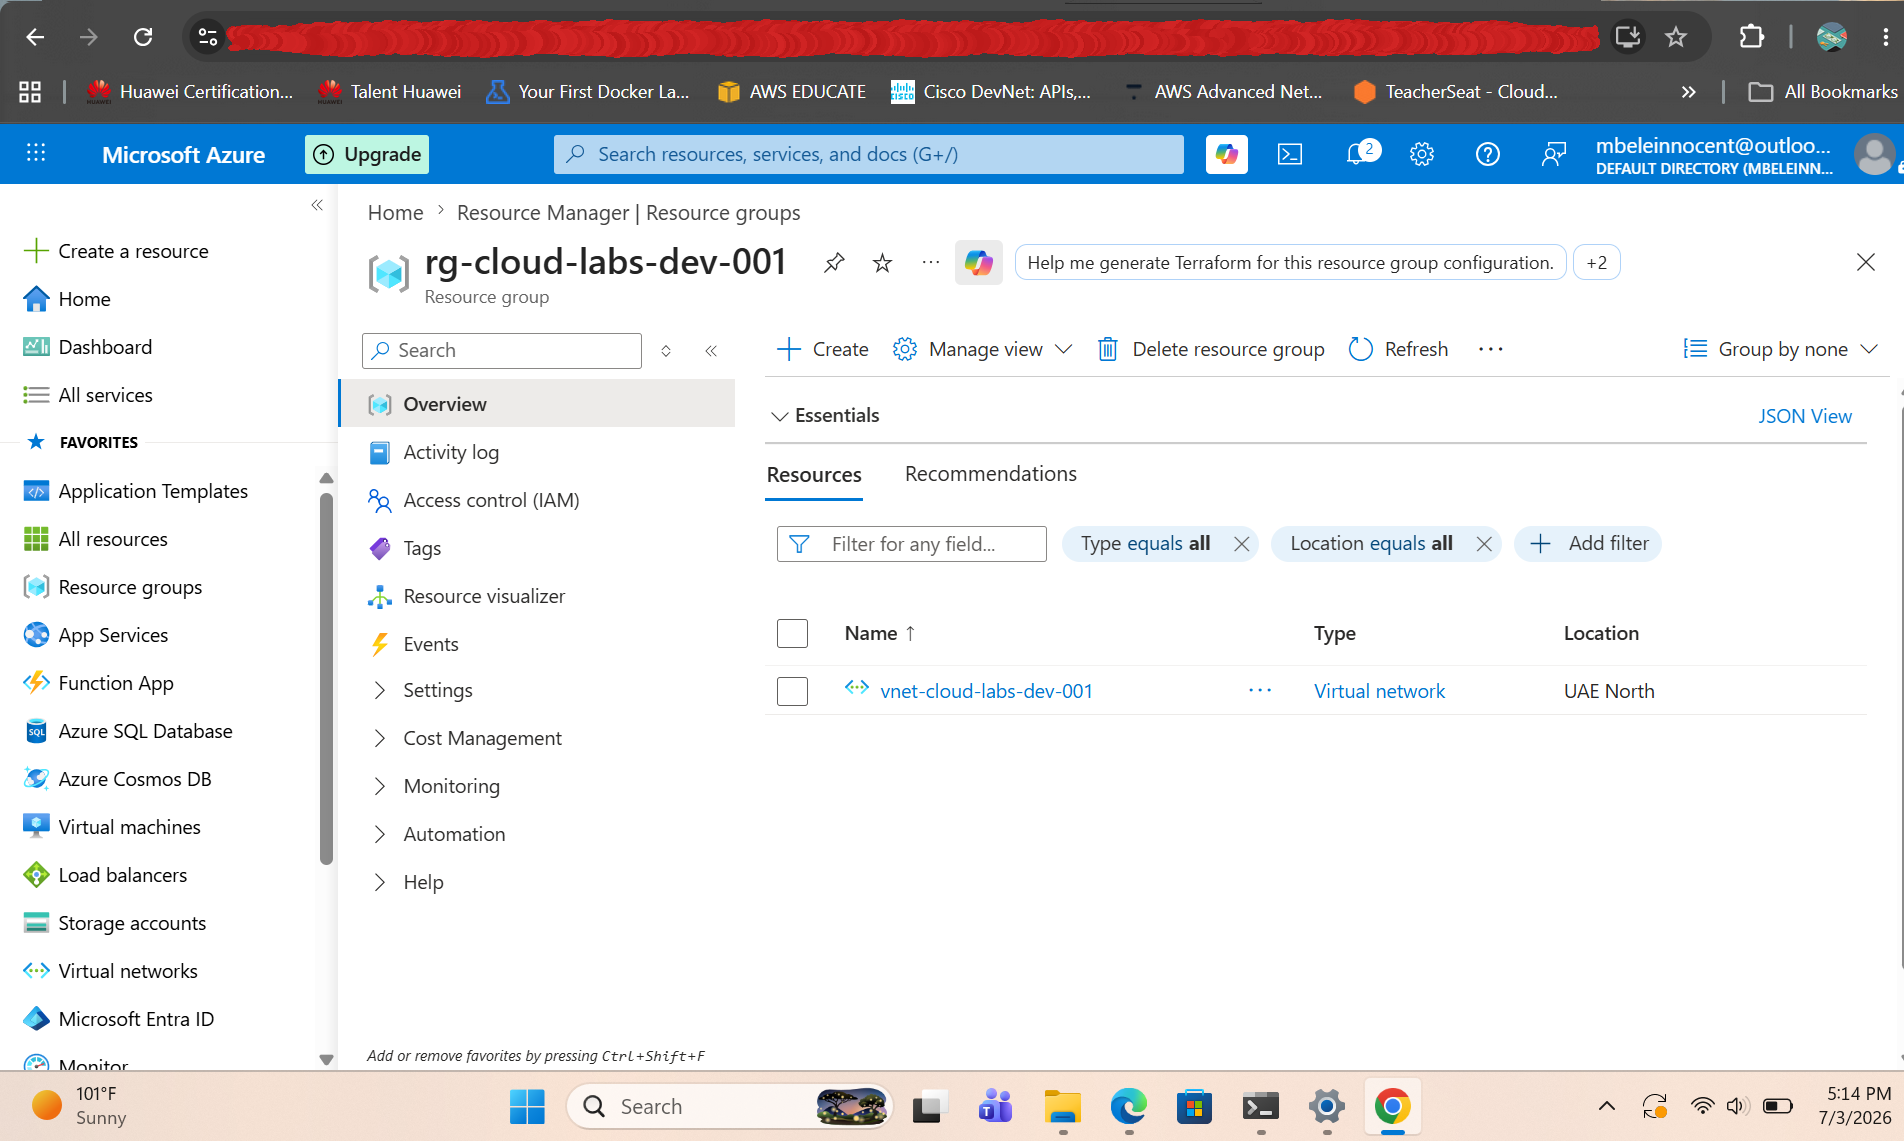 Huawei Certification...
Talent Huawei
Your First Docker La...
AWS EDUCATE
Cisco DevNet: APIs,...
AWS Advanced Net...
TeacherSeat - Cloud...
»
All Bookmarks
Microsoft Azure
Upgrade
Search resources, services, and docs (G+/)
2
mbeleinnocent@outloo...
DEFAULT DIRECTORY (MBELEINN...
Create a resource
Home
Dashboard
All services
FAVORITES
Application Templates
All resources
Resource groups
App Services
Function App
Azure SQL Database
Azure Cosmos DB
Virtual machines
Load balancers
Storage accounts
Virtual networks
Microsoft Entra ID
Monitor
Home > Resource Manager | Resource groups
rg-cloud-labs-dev-001
Resource group
Help me generate Terraform for this resource group configuration.
+2
Search
Overview
Activity log
Access control (IAM)
Tags
Resource visualizer
Events
Settings
Cost Management
Monitoring
Automation
Help
Add or remove favorites by pressing Ctrl+Shift+F
Create
Manage view
Delete resource group
Refresh
Group by none
Essentials
JSON View
Resources
Recommendations
Filter for any field...
Type equals all
Location equals all
Add filter
Name ↑ Type Location
vnet-cloud-labs-dev-001 ... Virtual network UAE North
101°F
Sunny
Search
5:14 PM
7/3/2026